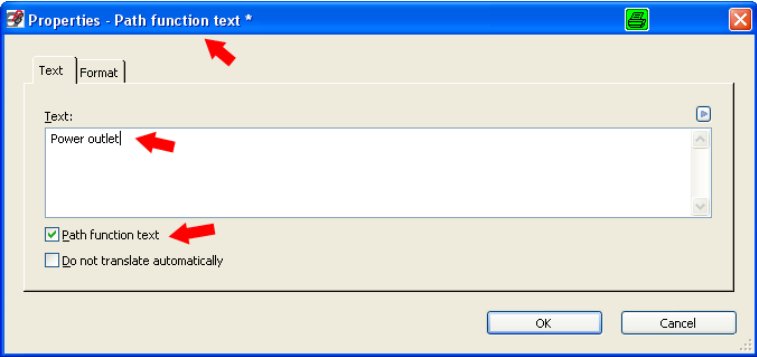 Properties - Path function text *
Text Format
Text:
Power outlet
Path function text
Do not translate automatically
OK Cancel